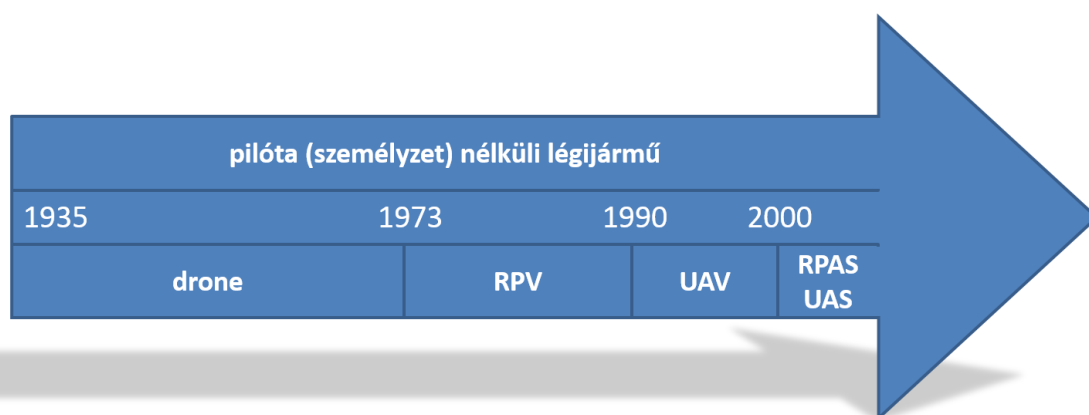 pilóta (személyzet) nélküli légijármű
1935 1973 1990 2000
drone RPV UAV RPAS
UAS